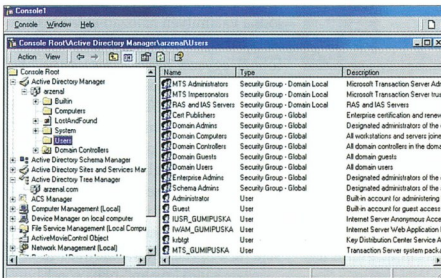 Console1
Console Window Help
Console Root\Active Directory Manager\arzenal\Users
Action View
Console Root
Active Directory Manager
arzenal
Builtin
Computers
LostAndFound
System
Users
Domain Controllers
Active Directory Schema Manager
Active Directory Sites and Services Mar
Active Directory Tree Manager
arzenal.com
ACS Manager
Computer Management (Local)
Device Manager on local computer
File Service Management (Local Compu
ActiveMovieControl Object
Network Management (Local)
Name Type Description
MTS Administrators Security Group - Domain Local Microsoft Transaction Server Adr
MTS Impersonators Security Group - Domain Local Microsoft Transaction Server trus
RAS and IAS Servers Security Group - Domain Local RAS and IAS Servers
Cert Publishers Security Group - Global Enterprise certification and renew
Domain Admins Security Group - Global Designated administrators of the
Domain Computers Security Group - Global All workstations and servers joine
Domain Controllers Security Group - Global All domain controllers in the doma
Domain Guests Security Group - Global All domain guests
Domain Users Security Group - Global All domain users
Enterprise Admins Security Group - Global Designated administrators of the
Schema Admins Security Group - Global Designated administrators of the
Administrator User Built-in account for administering
Guest User Built-in account for guest access
IUSR_GUMIPUSKA User Internet Server Anonymous Acce
IWAM_GUMIPUSKA User Internet Server Web Application I
krbtgt User Key Distribution Center Service A
MTS_GUMIPUSKA User Transaction Server system pack